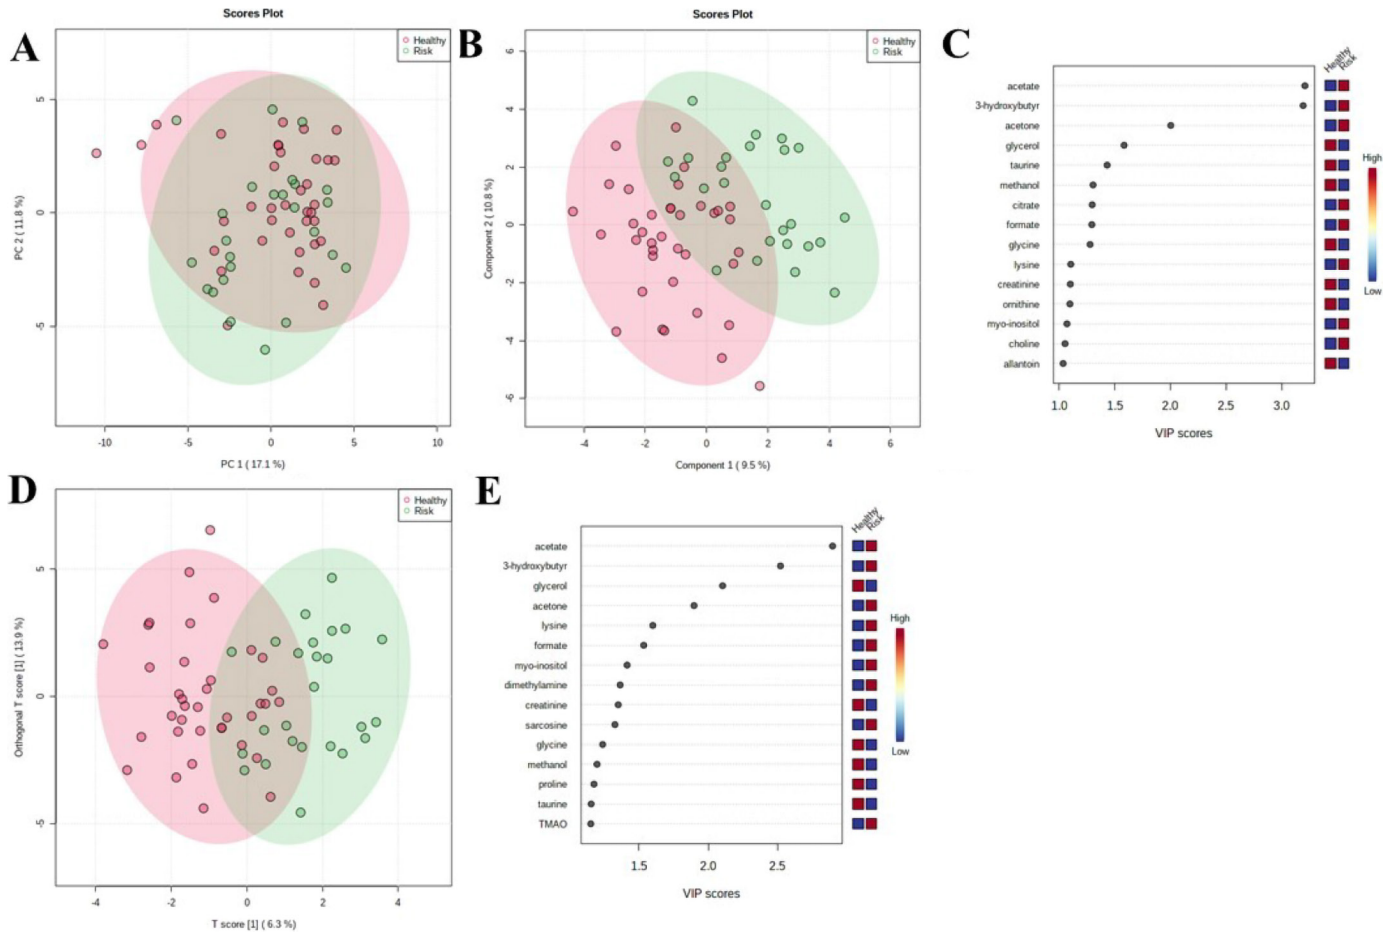 A
Scores Plot
Healthy
Risk
PC 2 ( 11.8 %)
5
0
-5
-10
-5
0
5
10
PC 1 ( 17.1 %)
B
Scores Plot
Healthy
Risk
Component 2 ( 10.8 %)
6
4
2
0
-2
-4
-6
-4
-2
0
2
4
6
Component 1 ( 9.5 %)
C
Healthy
Risk
acetate
3-hydroxybutyr
acetone
glycerol
taurine
methanol
citrate
formate
glycine
lysine
creatinine
ornithine
myo-inositol
choline
allantoin
High
Low
1.0
1.5
2.0
2.5
3.0
VIP scores
D
Healthy
Risk
Orthogonal T score [1] ( 13.9 %)
5
0
-5
-4
-2
0
2
4
T score [1] ( 6.3 %)
E
Healthy
Risk
acetate
3-hydroxybutyr
glycerol
acetone
lysine
formate
myo-inositol
dimethylamine
creatinine
sarcosine
glycine
methanol
proline
taurine
TMAO
High
Low
1.5
2.0
2.5
VIP scores